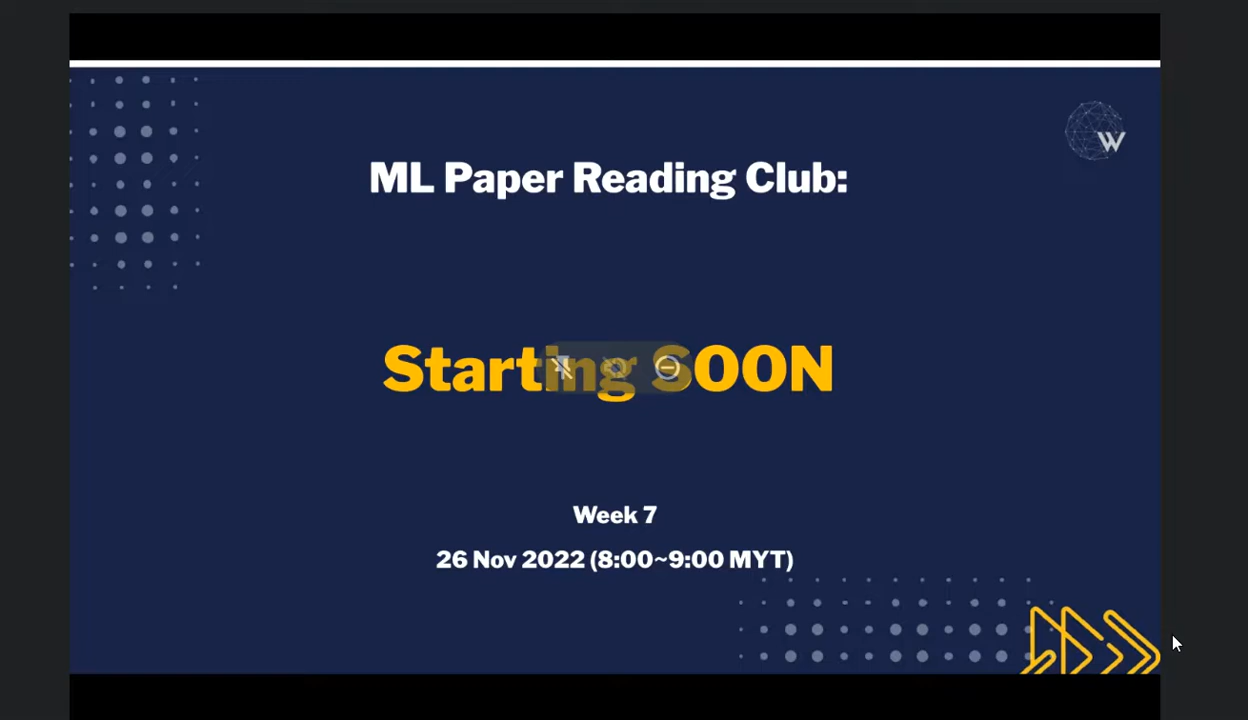 W
ML Paper Reading Club:
Starting SOON
Week 7
26 Nov 2022 (8:00~9:00 MYT)